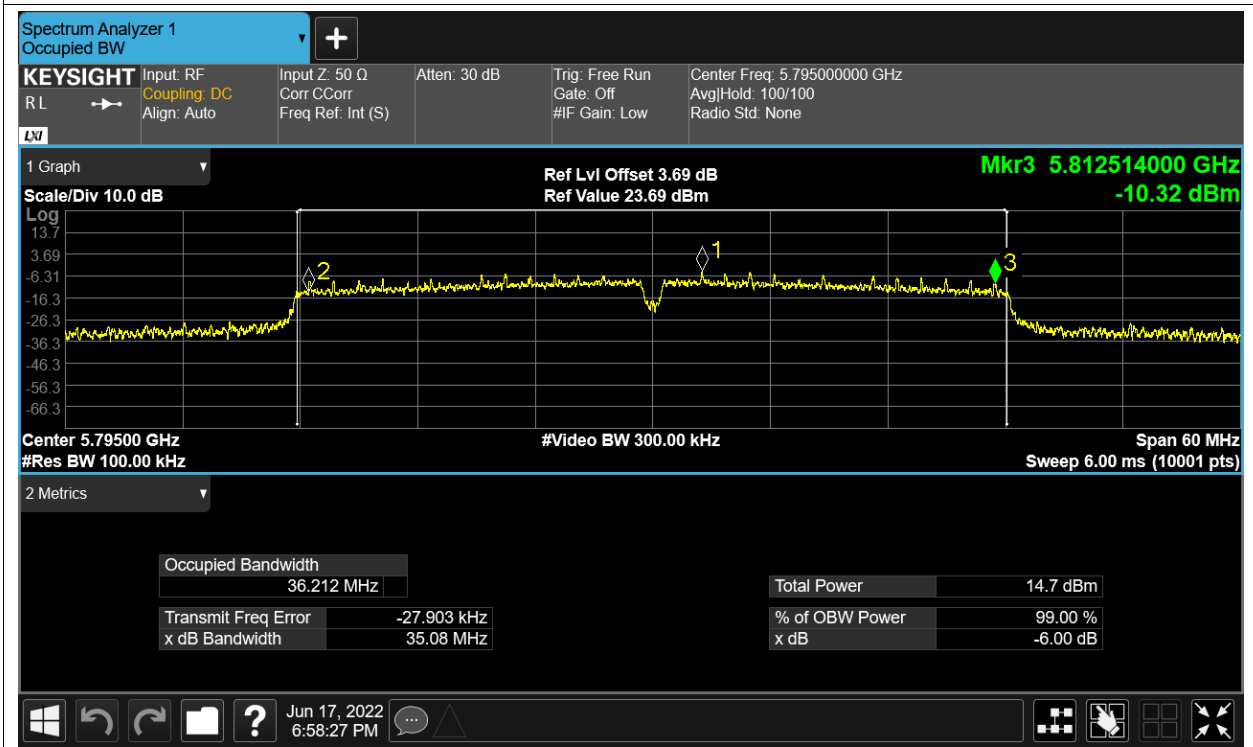 Spectrum Analyzer 1
Occupied BW
KEYSIGHT
RL
LXI
Input: RF
Coupling: DC
Align: Auto
Input Z: 50 Ω
Corr CCorr
Freq Ref: Int (S)
Atten: 30 dB
Trig: Free Run
Gate: Off
#IF Gain: Low
Center Freq: 5.795000000 GHz
Avg|Hold: 100/100
Radio Std: None
1 Graph
Scale/Div 10.0 dB
Ref Lvl Offset 3.69 dB
Ref Value 23.69 dBm
Mkr3 5.812514000 GHz
-10.32 dBm
Log
13.7
3.69
-6.31
-16.3
-26.3
-36.3
-46.3
-56.3
-66.3
2
1
3
Center 5.79500 GHz
#Res BW 100.00 kHz
#Video BW 300.00 kHz
Span 60 MHz
Sweep 6.00 ms (10001 pts)
2 Metrics
Occupied Bandwidth
36.212 MHz
Transmit Freq Error -27.903 kHz
x dB Bandwidth 35.08 MHz
Total Power 14.7 dBm
% of OBW Power 99.00 %
x dB -6.00 dB
?
Jun 17, 2022
6:58:27 PM